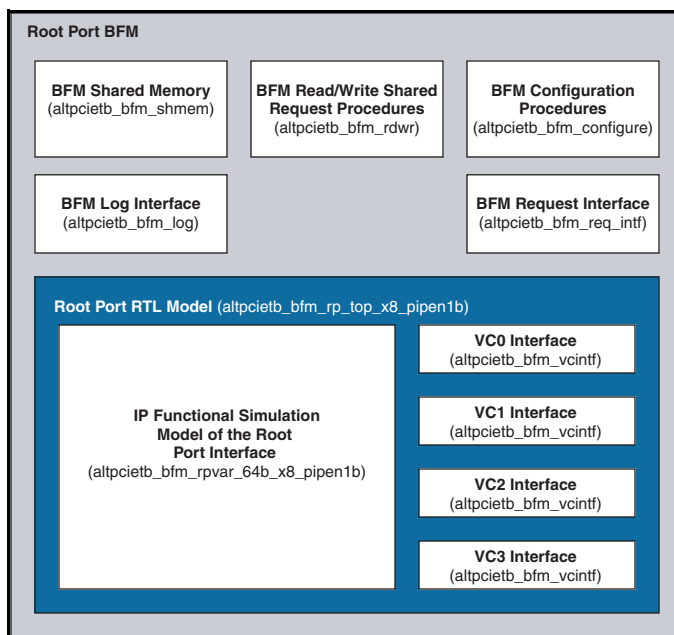 Root Port BFM
BFM Shared Memory
(altpcietb_bfm_shmem)
BFM Read/Write Shared
Request Procedures
(altpcietb_bfm_rdwr)
BFM Configuration
Procedures
(altpcietb_bfm_configure)
BFM Log Interface
(altpcietb_bfm_log)
BFM Request Interface
(altpcietb_bfm_req_intf)
Root Port RTL Model (altpcietb_bfm_rp_top_x8_pipen1b)
IP Functional Simulation
Model of the Root
Port Interface
(altpcietb_bfm_rpvar_64b_x8_pipen1b)
VC0 Interface
(altpcietb_bfm_vcintf)
VC1 Interface
(altpcietb_bfm_vcintf)
VC2 Interface
(altpcietb_bfm_vcintf)
VC3 Interface
(altpcietb_bfm_vcintf)